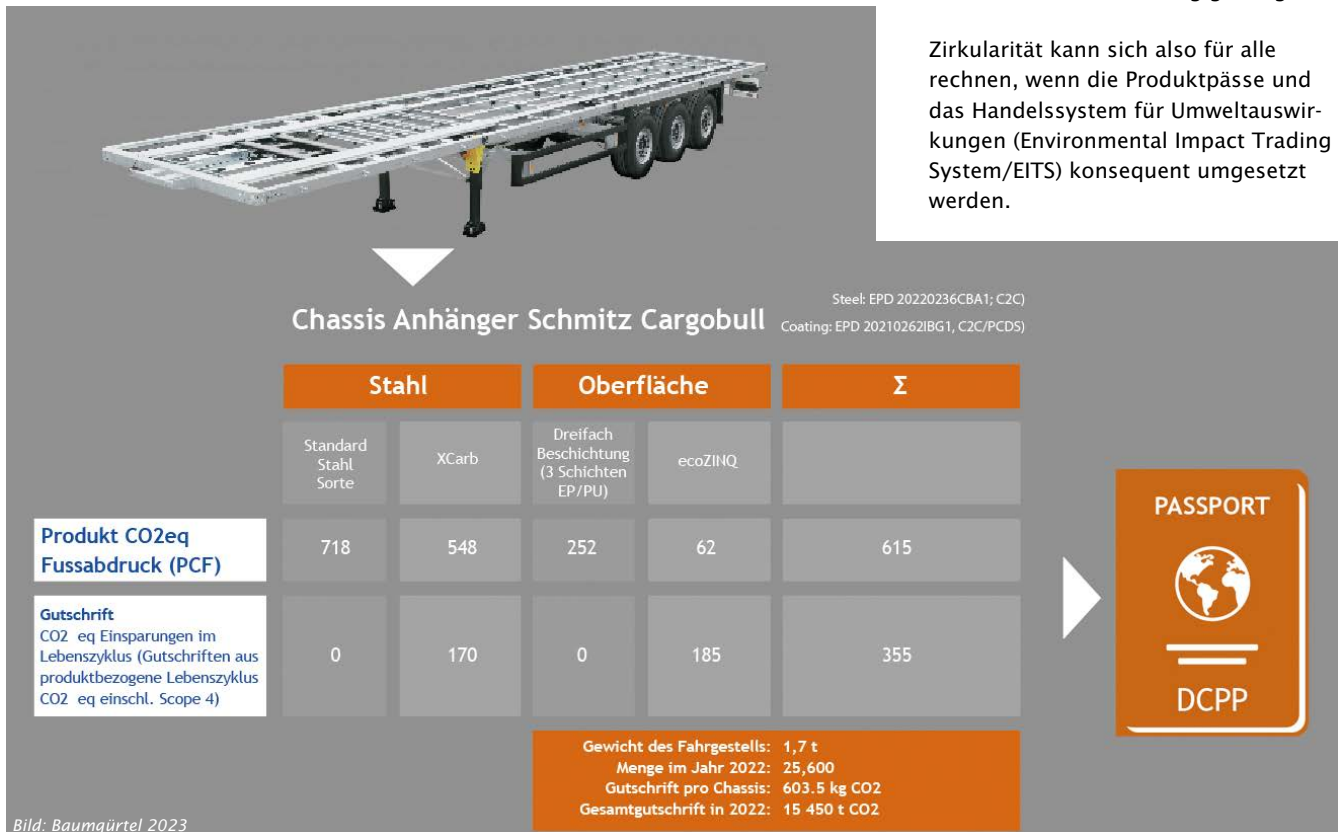 Zirkularität kann sich also für alle
rechnen, wenn die Produktpässe und
das Handelssystem für Umweltauswir-
kungen (Environmental Impact Trading
System/EITS) konsequent umgesetzt
werden.
Chassis Anhänger Schmitz Cargobull
Steel: EPD 20220236CBA1; C2C)
Coating: EPD 20210262IBG1, C2C/PCDS)
Stahl Oberfläche Σ
Standard
Stahl
Sorte
XCarb
Dreifach
Beschichtung
(3 Schichten
EP/PU)
ecoZINQ
Produkt CO2eq
Fussabdruck (PCF)
718 548 252 62 615
Gutschrift
CO2 eq Einsparungen im
Lebenszyklus (Gutschriften aus
produktbezogene Lebenszyklus
CO2 eq einschl. Scope 4)
0 170 0 185 355
Gewicht des Fahrgestells: 1,7 t
Menge im Jahr 2022: 25,600
Gutschrift pro Chassis: 603.5 kg CO2
Gesamtgutschrift in 2022: 15 450 t CO2
PASSPORT
DCPP
Bild: Baumgürtel 2023